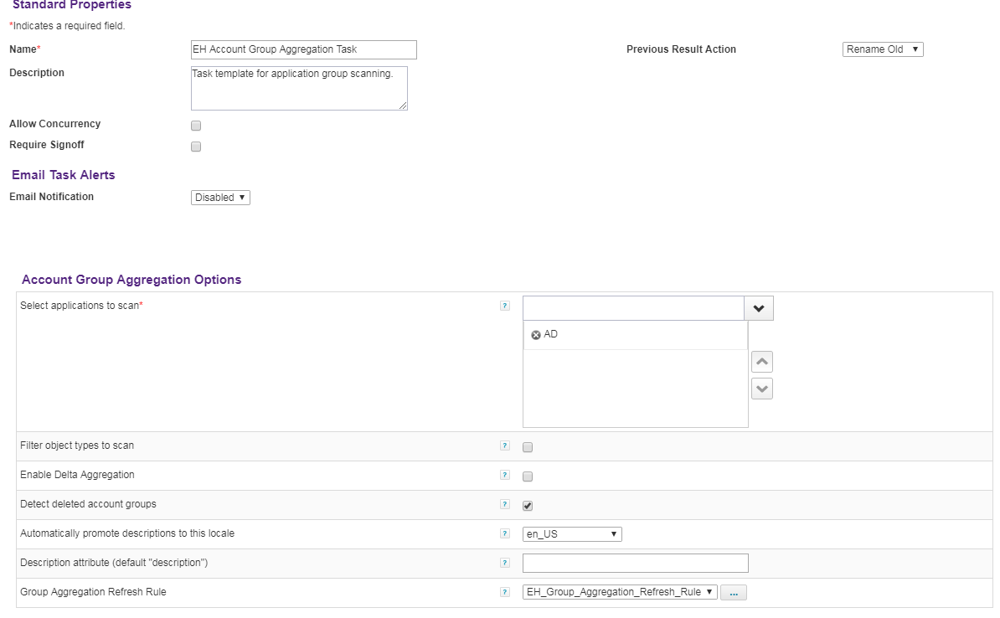 Standard Properties
*Indicates a required field.
Name* EH Account Group Aggregation Task Previous Result Action Rename Old
Description Task template for application group scanning.
Allow Concurrency
Require Signoff
Email Task Alerts
Email Notification Disabled
Account Group Aggregation Options
Select applications to scan* ?
AD
Filter object types to scan ?
Enable Delta Aggregation ?
Detect deleted account groups ?
Automatically promote descriptions to this locale ? en_US
Description attribute (default "description") ?
Group Aggregation Refresh Rule ? EH_Group_Aggregation_Refresh_Rule ...